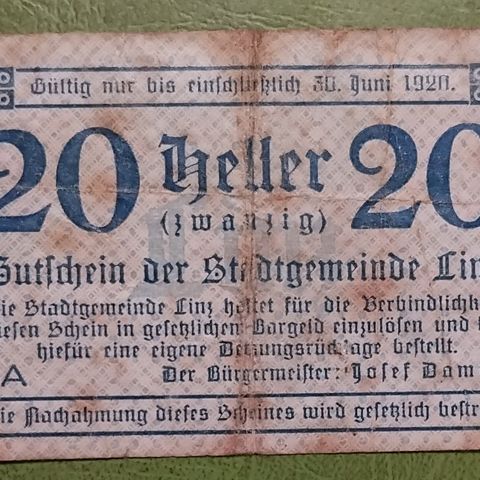 Gültig nur bis einschließlich 30. Juni 1920.
20 Heller 20
(zwanzig)
Gutschein der Stadtgemeinde Lin
ie Stadtgemeinde Linz haftet für die Verbindlichk
iesen Schein in gesetzlichen Bargeld einzulösen und
hiefür eine eigene Deckungsrücklage bestellt.
A Der Bürgermeister: Josef Dam
ie Nachahmung dieses Scheines wird gesetzlich bestr